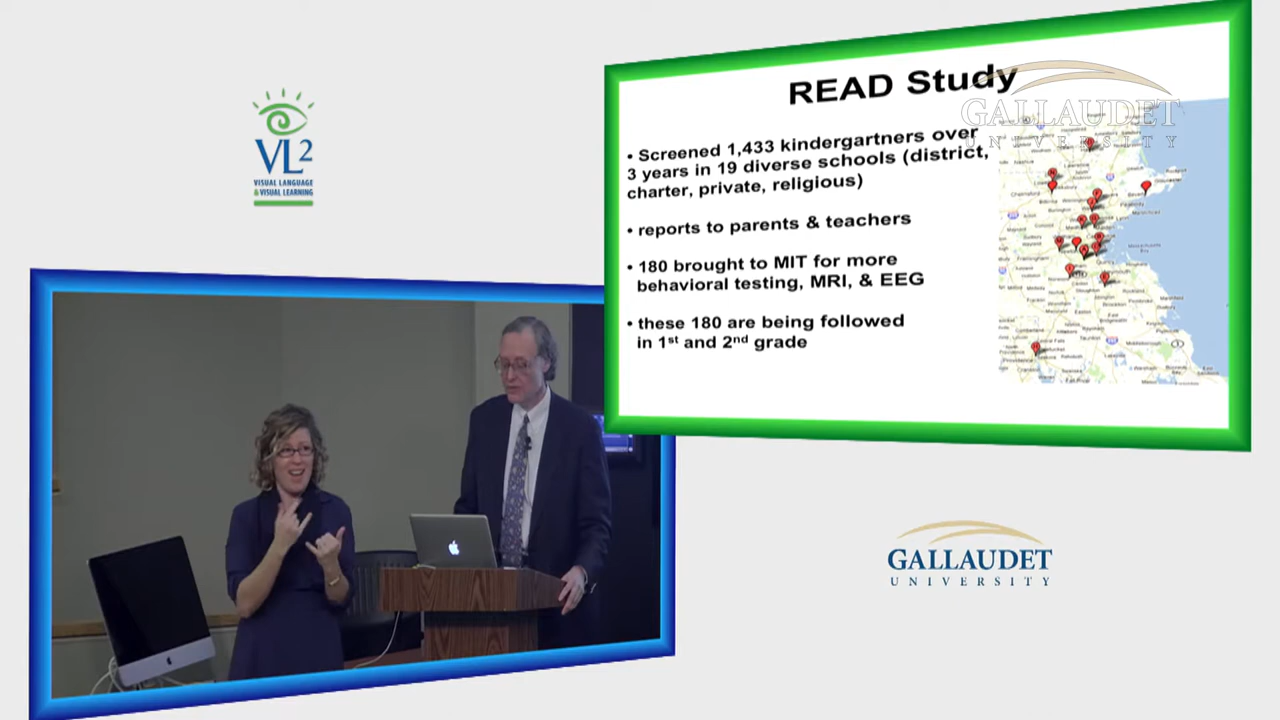 READ Study
GALLAUDET
UNIVERSITY
• Screened 1,433 kindergartners over
3 years in 19 diverse schools (district,
charter, private, religious)
• reports to parents & teachers
• 180 brought to MIT for more
behavioral testing, MRI, & EEG
• these 180 are being followed
in 1st and 2nd grade
VL2
VISUAL LANGUAGE
& VISUAL LEARNING
GALLAUDET
UNIVERSITY